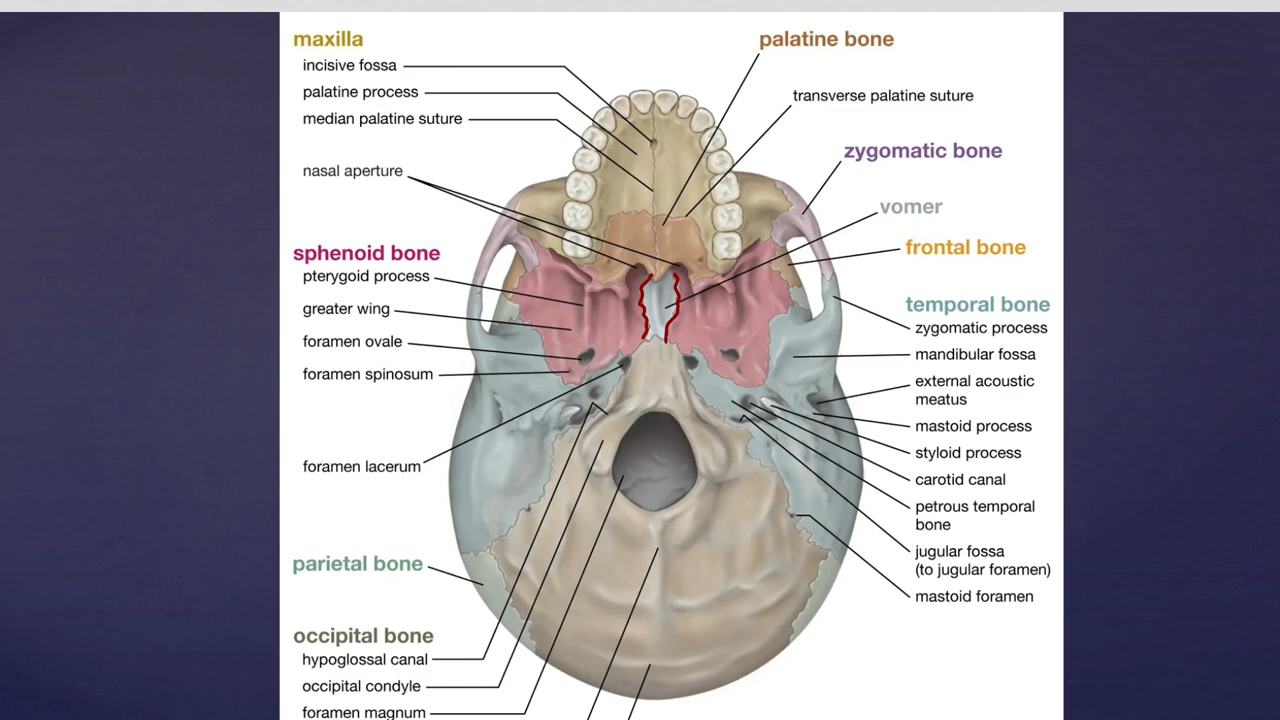 maxilla
incisive fossa
palatine process
median palatine suture
nasal aperture
sphenoid bone
pterygoid process
greater wing
foramen ovale
foramen spinosum
foramen lacerum
parietal bone
occipital bone
hypoglossal canal
occipital condyle
foramen magnum
palatine bone
transverse palatine suture
zygomatic bone
vomer
frontal bone
temporal bone
zygomatic process
mandibular fossa
external acoustic
meatus
mastoid process
styloid process
carotid canal
petrous temporal
bone
jugular fossa
(to jugular foramen)
mastoid foramen